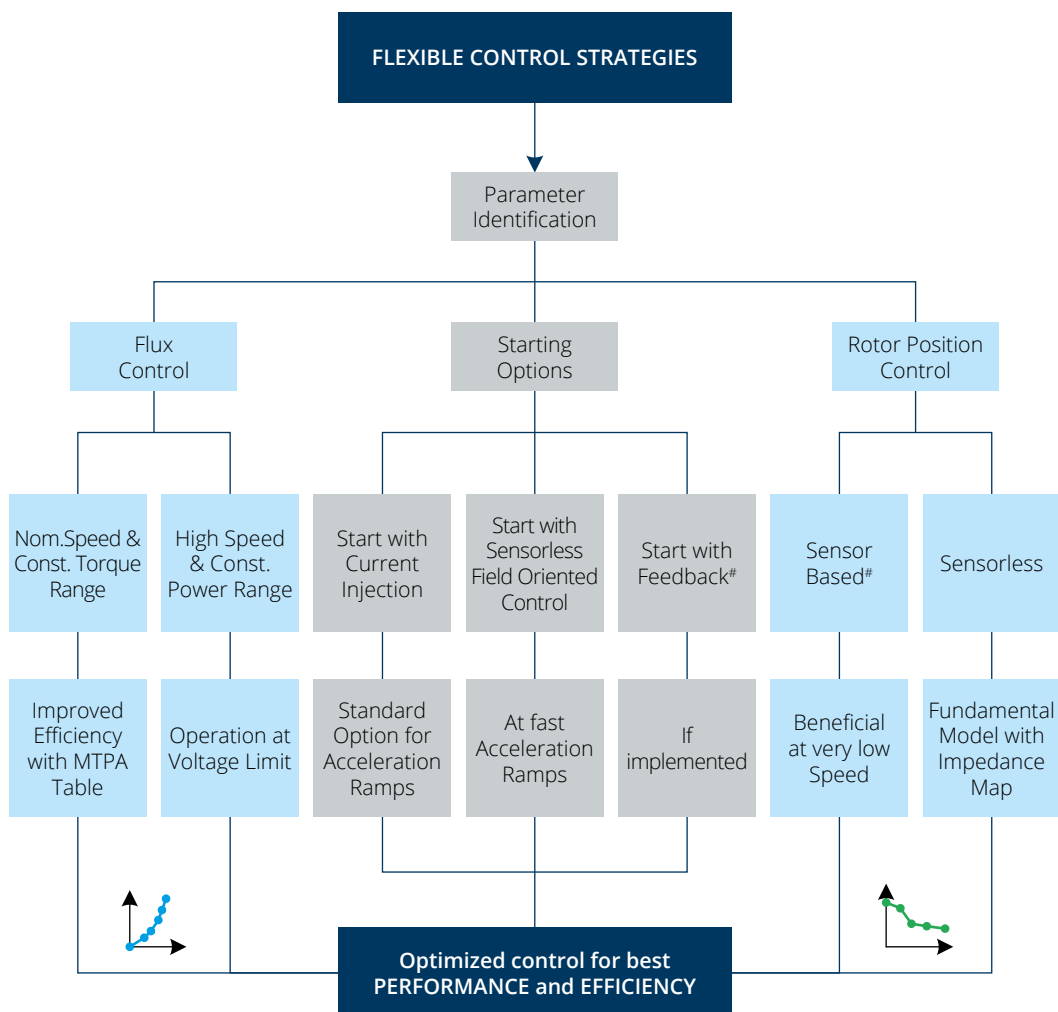 FLEXIBLE CONTROL STRATEGIES
Parameter
Identification
Flux
Control
Starting
Options
Rotor Position
Control
Nom.Speed &
Const. Torque
Range
High Speed
& Const.
Power Range
Start with
Current
Injection
Start with
Sensorless
Field Oriented
Control
Start with
Feedback#
Sensor
Based#
Sensorless
Improved
Efficiency
with MTPA
Table
Operation at
Voltage Limit
Standard
Option for
Acceleration
Ramps
At fast
Acceleration
Ramps
If
implemented
Beneficial
at very low
Speed
Fundamental
Model with
Impedance
Map
Optimized control for best
PERFORMANCE and EFFICIENCY